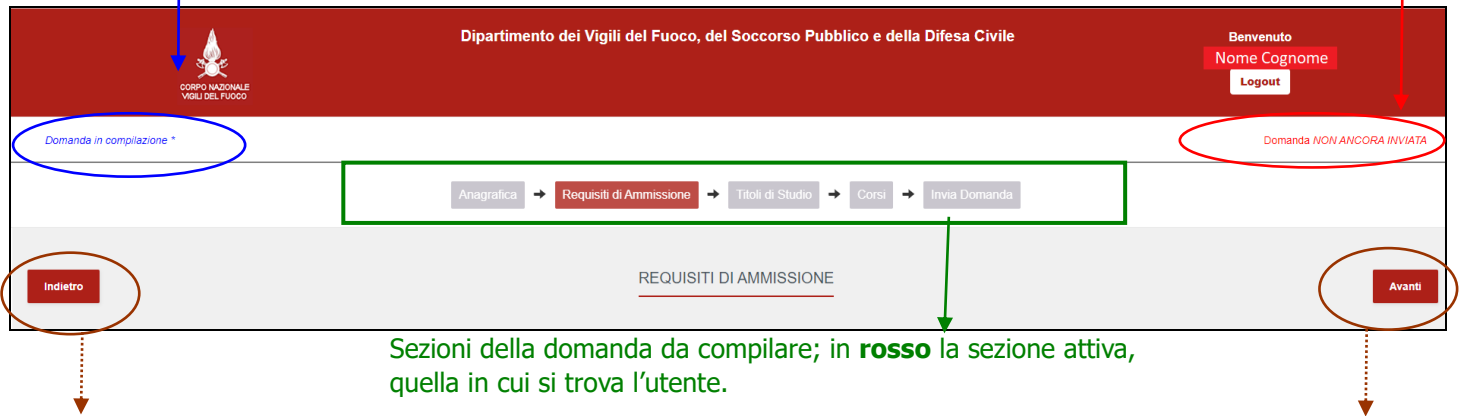 Dipartimento dei Vigili del Fuoco, del Soccorso Pubblico e della Difesa Civile
Benvenuto
Nome Cognome
Logout
CORPO NAZIONALE
VIGILI DEL FUOCO
Domanda in compilazione *
Domanda NON ANCORA INVIATA
Anagrafica ➔ Requisiti di Ammissione ➔ Titoli di Studio ➔ Corsi ➔ Invia Domanda
Indietro
REQUISITI DI AMMISSIONE
Avanti
Sezioni della domanda da compilare; in rosso la sezione attiva,
quella in cui si trova l’utente.